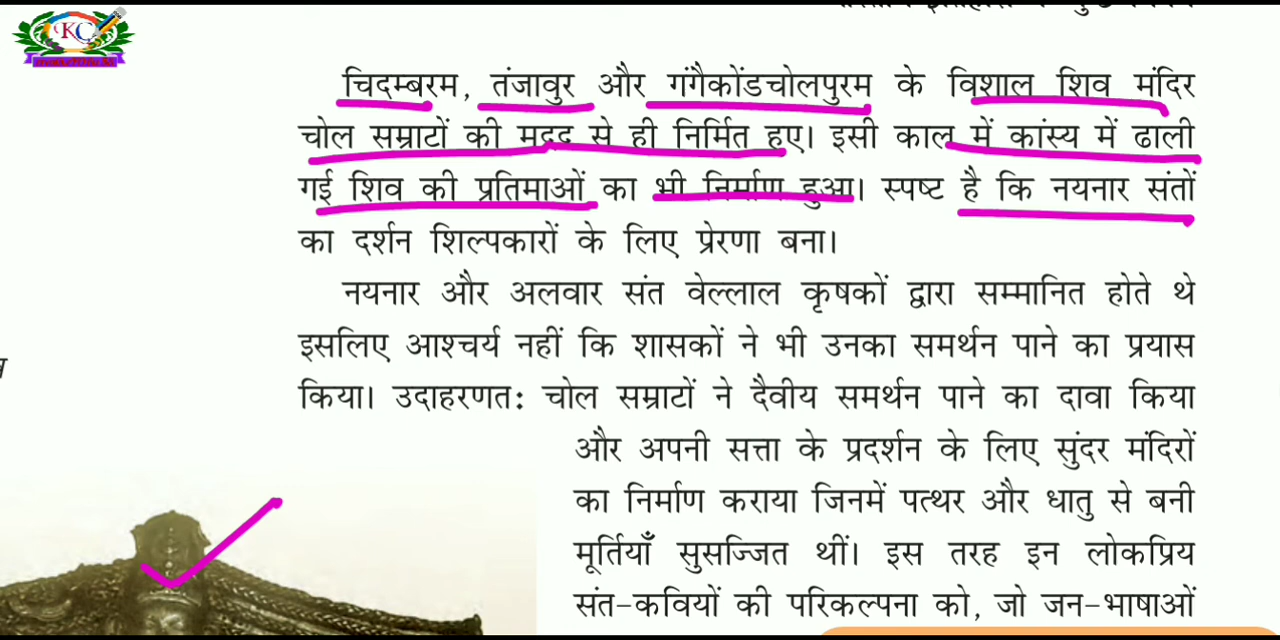 KC
चिदम्बरम, तंजावुर और गंगैकोंडचोलपुरम के विशाल शिव मंदिर
चोल सम्राटों की मदद से ही निर्मित हुए। इसी काल में कांस्य में ढाली
गई शिव की प्रतिमाओं का भी निर्माण हुआ। स्पष्ट है कि नयनार संतों
का दर्शन शिल्पकारों के लिए प्रेरणा बना।
नयनार और अलवार संत वेल्लाल कृषकों द्वारा सम्मानित होते थे
इसलिए आश्चर्य नहीं कि शासकों ने भी उनका समर्थन पाने का प्रयास
किया। उदाहरणत: चोल सम्राटों ने दैवीय समर्थन पाने का दावा किया
और अपनी सत्ता के प्रदर्शन के लिए सुंदर मंदिरों
का निर्माण कराया जिनमें पत्थर और धातु से बनी
मूर्तियाँ सुसज्जित थीं। इस तरह इन लोकप्रिय
संत-कवियों की परिकल्पना को, जो जन-भाषाओं